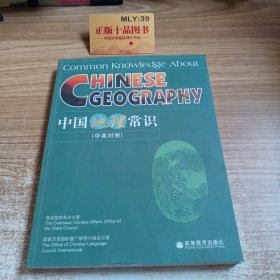 MLY:39
正版十品图书
Common Knowledge About
CHINESE
GEOGRAPHY
中国地理常识
(中英对照)
国务院侨务办公室
The Overseas Chinese Affairs Office of
the State Council
国家汉语国际推广领导小组办公室
The Office of Chinese Language
Council International
高等教育出版社
Higher Education Press